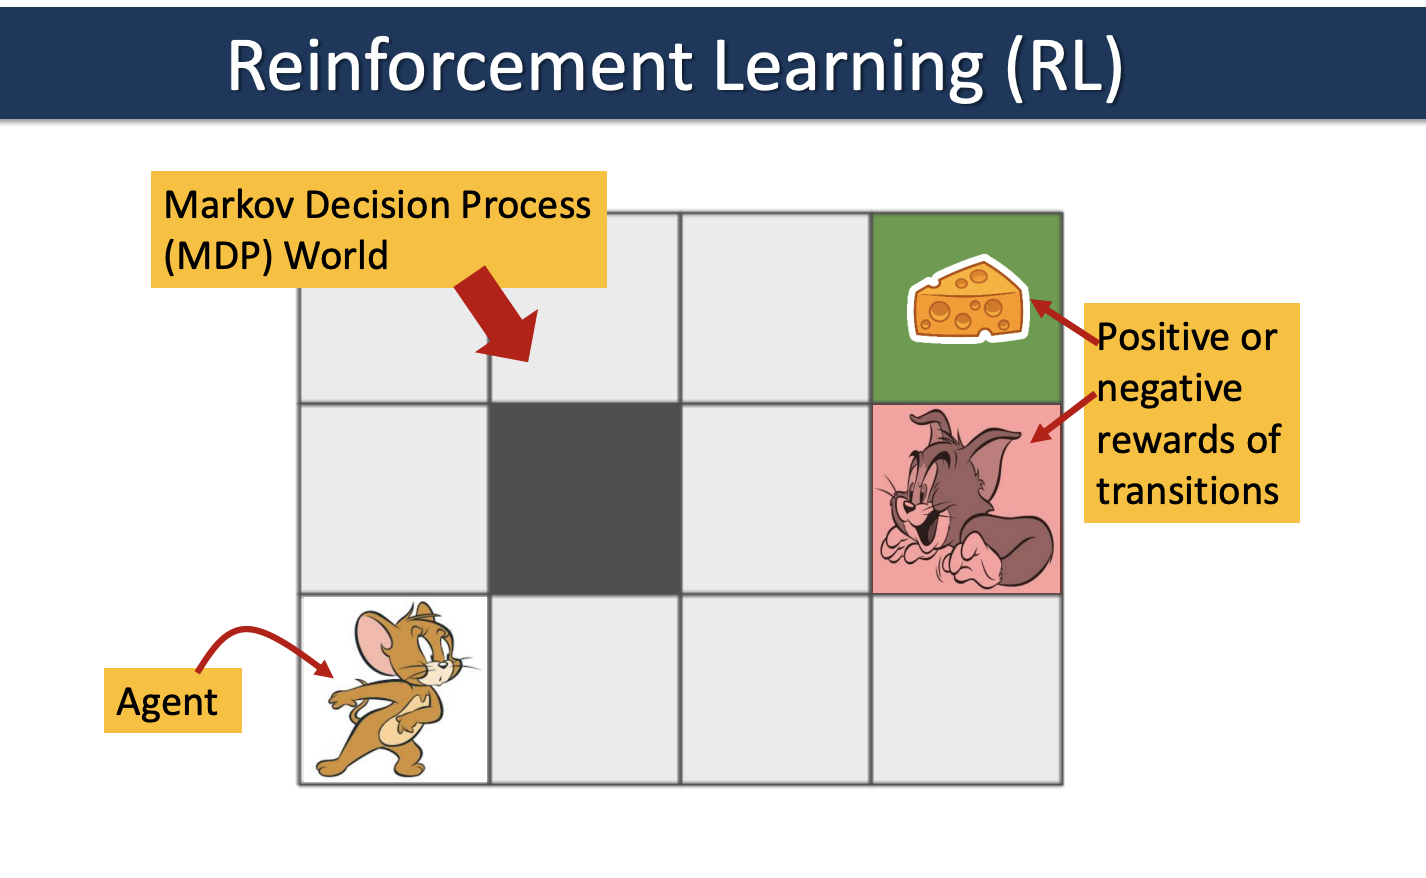 Reinforcement Learning (RL)
Markov Decision Process
(MDP) World
Positive or
negative
rewards of
transitions
Agent